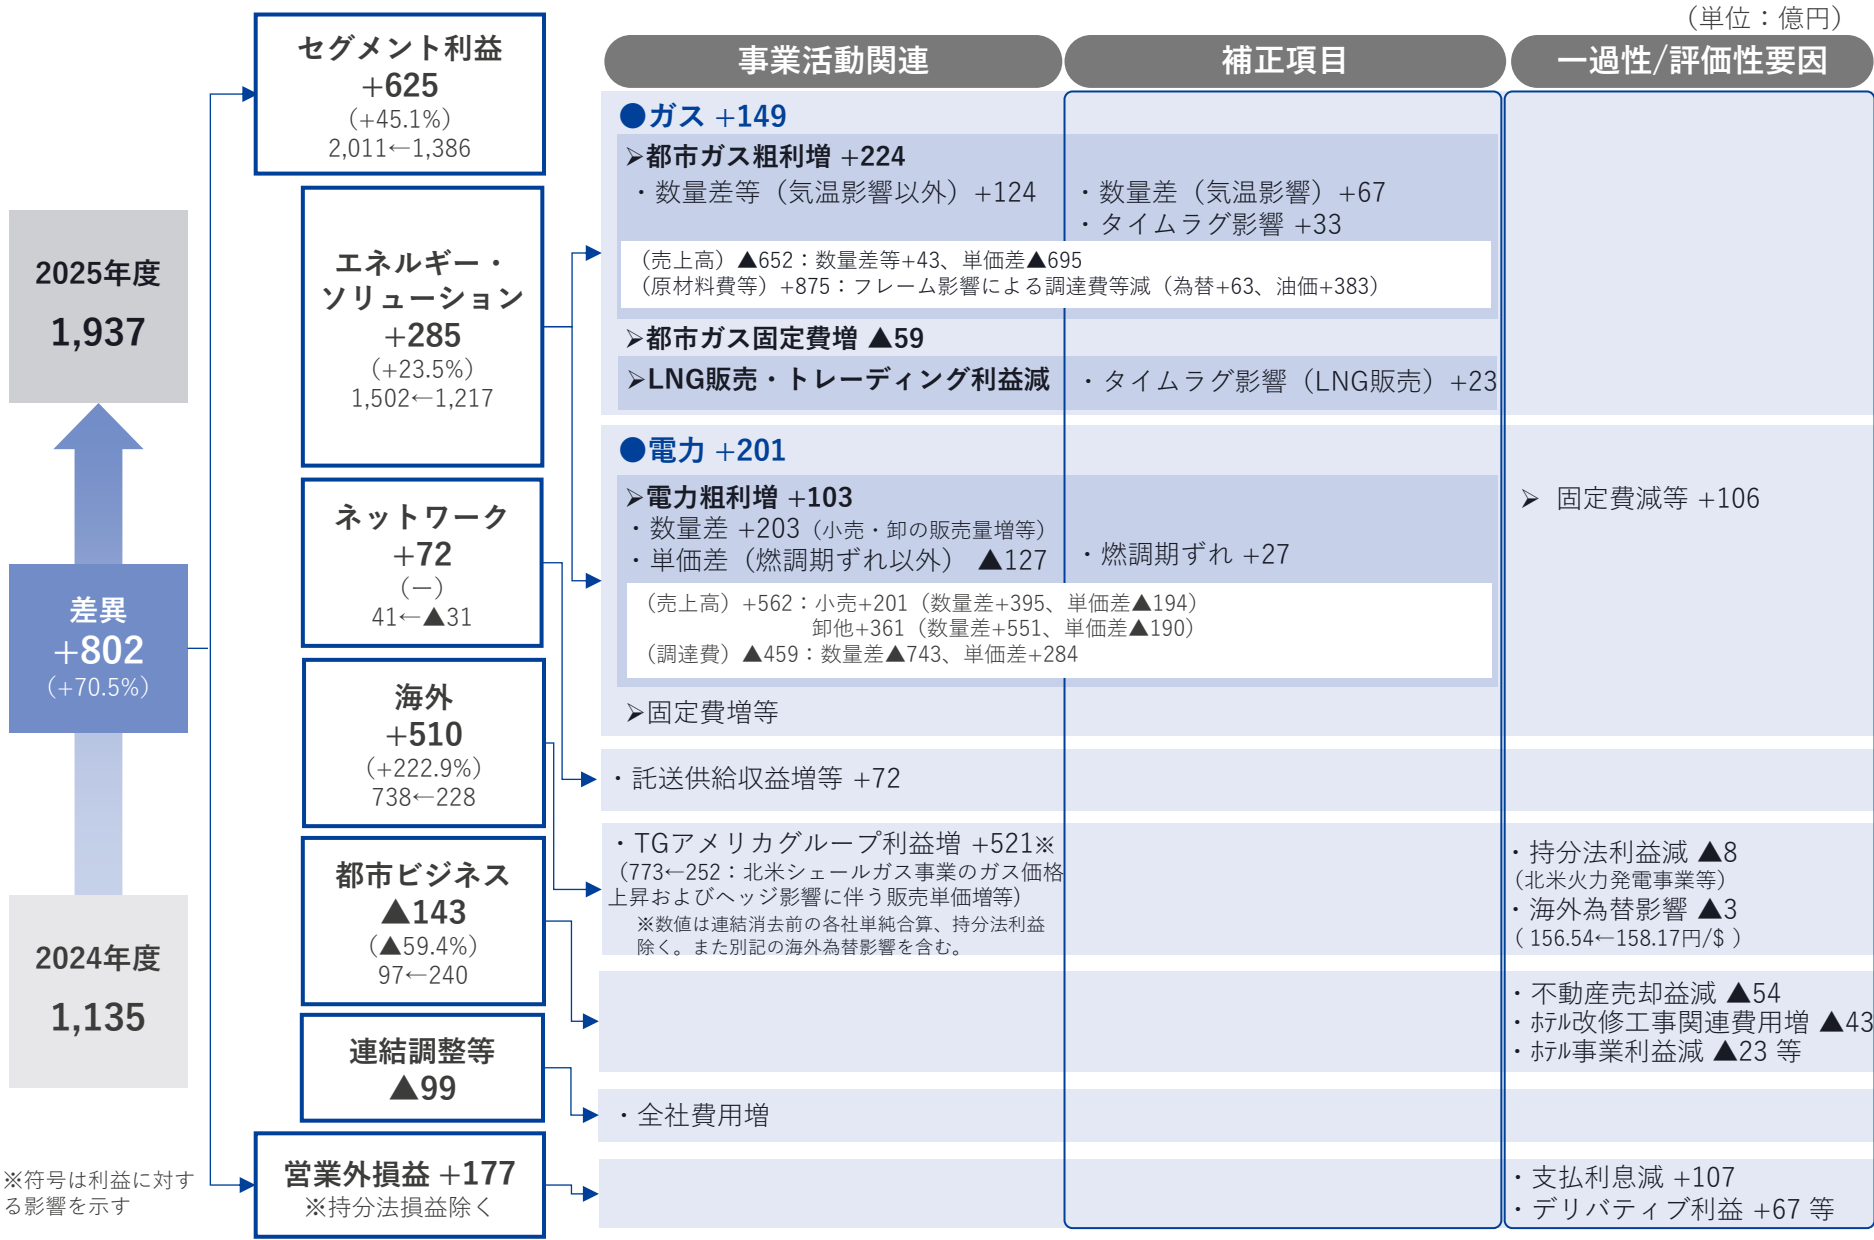 （単位：億円）
事業活動関連
補正項目
一過性/評価性要因
2025年度
1,937
差異
+802
（+70.5%）
2024年度
1,135
※符号は利益に対す
る影響を示す
セグメント利益
+625
（+45.1%）
2,011←1,386
エネルギー・
ソリューション
+285
（+23.5%）
1,502←1,217
ネットワーク
+72
（－）
41←▲31
海外
+510
（+222.9%）
738←228
都市ビジネス
▲143
（▲59.4%）
97←240
連結調整等
▲99
営業外損益 +177
※持分法損益除く
●ガス +149
➢都市ガス粗利増 +224
・数量差等（気温影響以外）+124
・数量差（気温影響）+67
・タイムラグ影響 +33
（売上高）▲652：数量差等+43、単価差▲695
（原材料費等）+875：フレーム影響による調達費等減（為替+63、油価+383）
➢都市ガス固定費増 ▲59
➢LNG販売・トレーディング利益減
・タイムラグ影響（LNG販売）+23
●電力 +201
➢電力粗利増 +103
・数量差 +203（小売・卸の販売量増等）
・単価差（燃調期ずれ以外） ▲127
・燃調期ずれ +27
➢ 固定費減等 +106
（売上高）+562：小売+201（数量差+395、単価差▲194）
卸他+361（数量差+551、単価差▲190）
（調達費）▲459：数量差▲743、単価差+284
➢固定費増等
・託送供給収益増等 +72
・TGアメリカグループ利益増 +521※
（773←252：北米シェールガス事業のガス価格
上昇およびヘッジ影響に伴う販売単価増等）
※数値は連結消去前の各社単純合算、持分法利益
除く。また別記の海外為替影響を含む。
・持分法利益減 ▲8
（北米火力発電事業等）
・海外為替影響 ▲3
（ 156.54←158.17円/$ ）
・不動産売却益減 ▲54
・ﾎﾃﾙ改修工事関連費用増 ▲43
・ﾎﾃﾙ事業利益減 ▲23 等
・全社費用増
・支払利息減 +107
・デリバティブ利益 +67 等